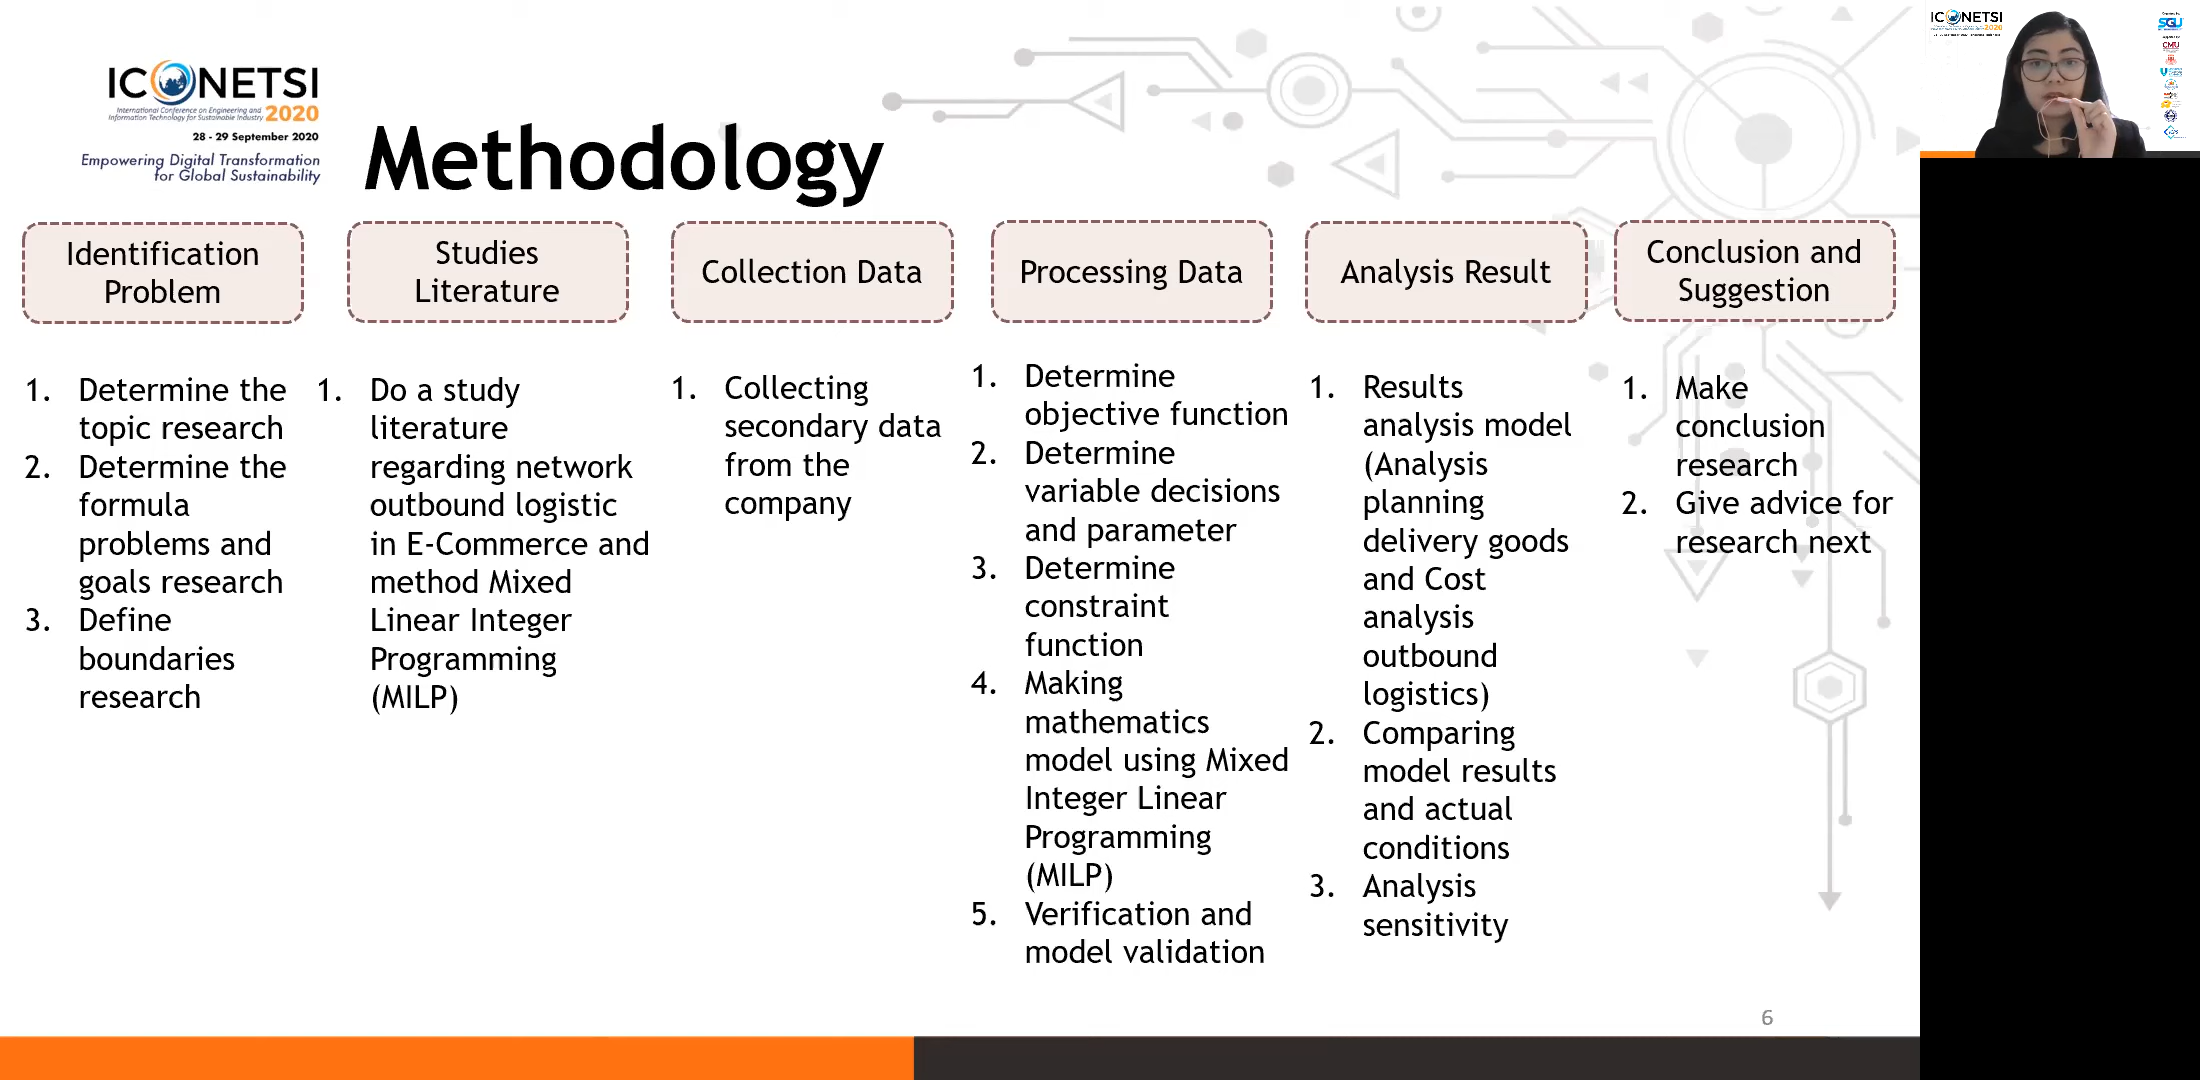 ICONETSI
International Conference on Engineering and
Information Technology for Sustainable Industry 2020
28 - 29 September 2020
Empowering Digital Transformation
for Global Sustainability
Methodology
Identification
Problem
1. Determine the
topic research
2. Determine the
formula
problems and
goals research
3. Define
boundaries
research
Studies
Literature
1. Do a study
literature
regarding network
outbound logistic
in E-Commerce and
method Mixed
Linear Integer
Programming
(MILP)
Collection Data
1. Collecting
secondary data
from the
company
Processing Data
1. Determine
objective function
2. Determine
variable decisions
and parameter
3. Determine
constraint
function
4. Making
mathematics
model using Mixed
Integer Linear
Programming
(MILP)
5. Verification and
model validation
Analysis Result
1. Results
analysis model
(Analysis
planning
delivery goods
and Cost
analysis
outbound
logistics)
2. Comparing
model results
and actual
conditions
3. Analysis
sensitivity
Conclusion and
Suggestion
1. Make
conclusion
research
2. Give advice for
research next
6
ICONETSI
2020
SGU
CMU